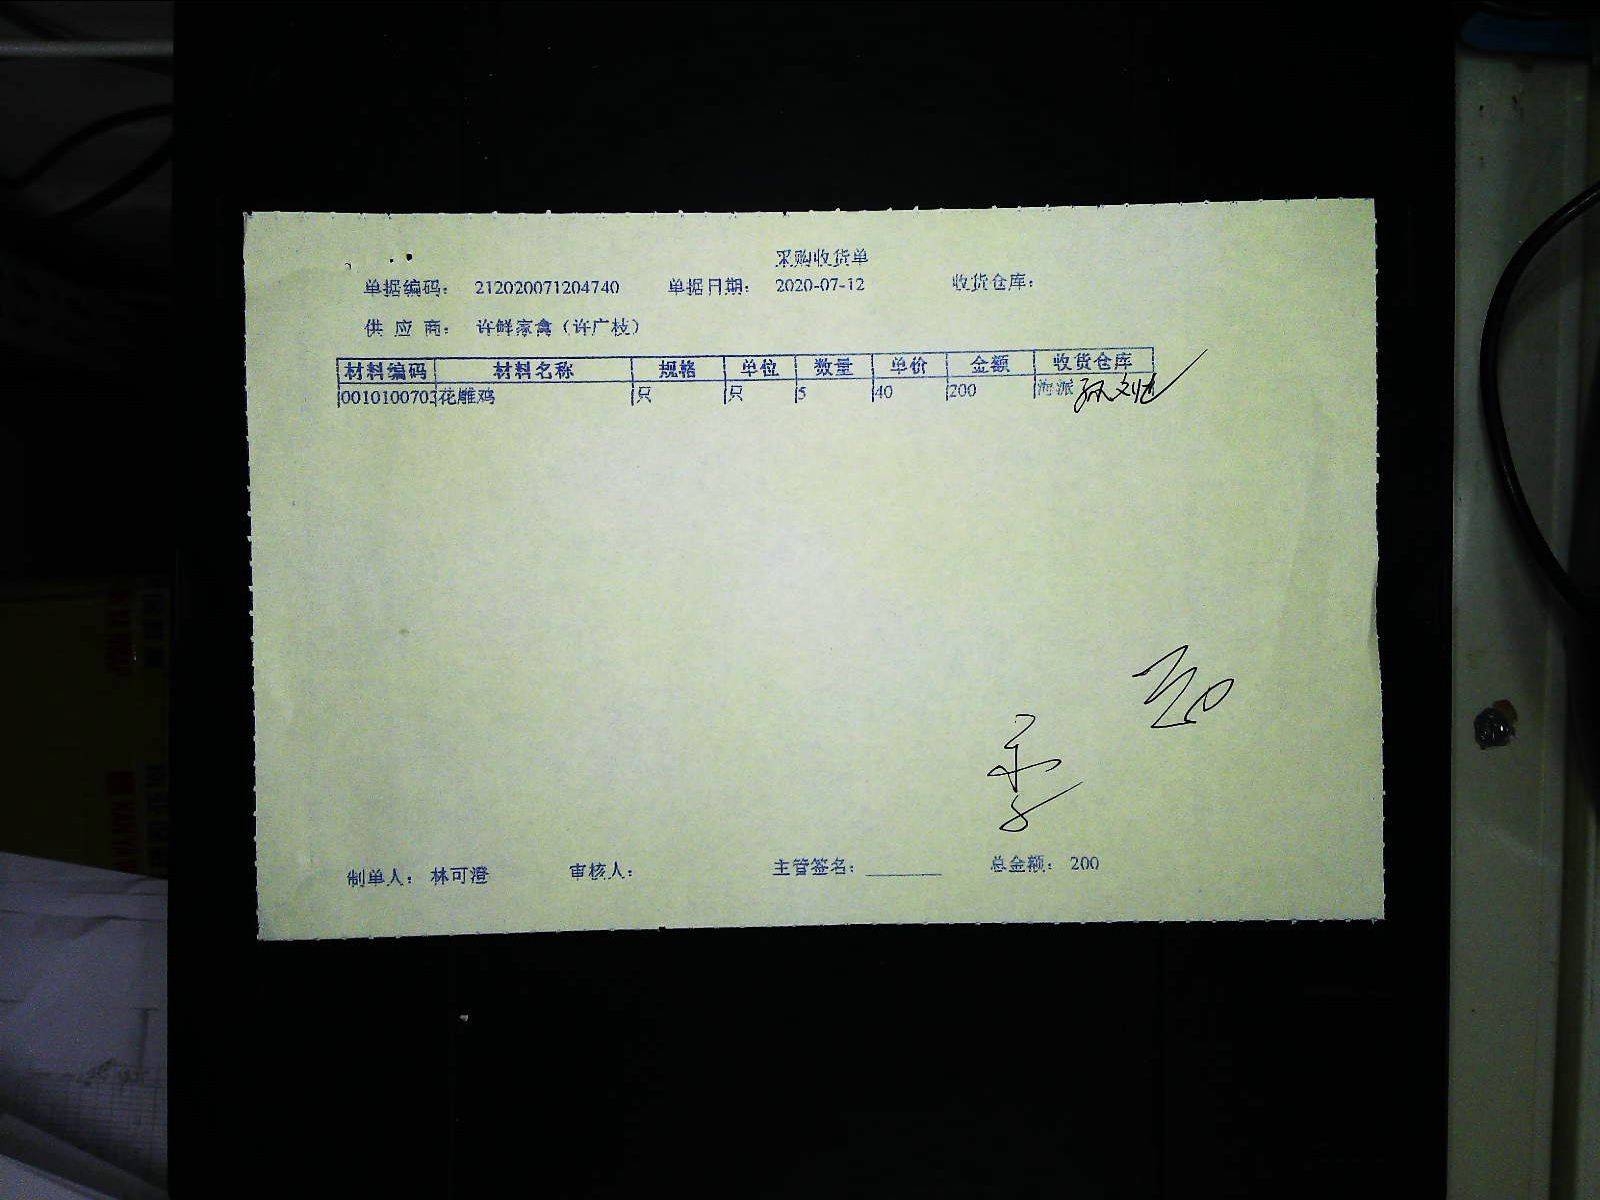 采购收货单
单据编码： 212020071204740 单据日期： 2020-07-12 收货仓库：
供 应 商： 许鲜家禽（许广枝）
材料编码 材料名称 规格 单位 数量 单价 金额 收货仓库
0010100703 花雕鸡 只 只 5 40 200 海派
制单人： 林可澄 审核人： 主管签名： 总金额： 200